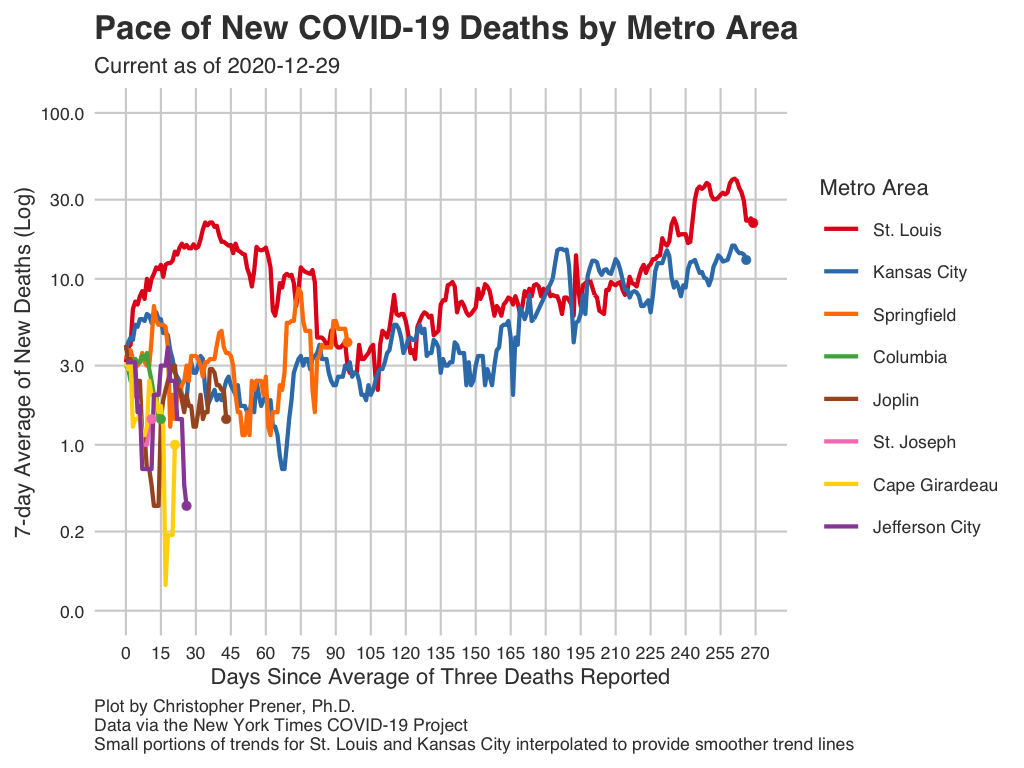 Pace of New COVID-19 Deaths by Metro Area
Current as of 2020-12-29
7-day Average of New Deaths (Log)
100.0
30.0
10.0
3.0
1.0
0.2
0.0
0 15 30 45 60 75 90 105 120 135 150 165 180 195 210 225 240 255 270
Days Since Average of Three Deaths Reported
Metro Area
St. Louis
Kansas City
Springfield
Columbia
Joplin
St. Joseph
Cape Girardeau
Jefferson City
Plot by Christopher Prener, Ph.D.
Data via the New York Times COVID-19 Project
Small portions of trends for St. Louis and Kansas City interpolated to provide smoother trend lines